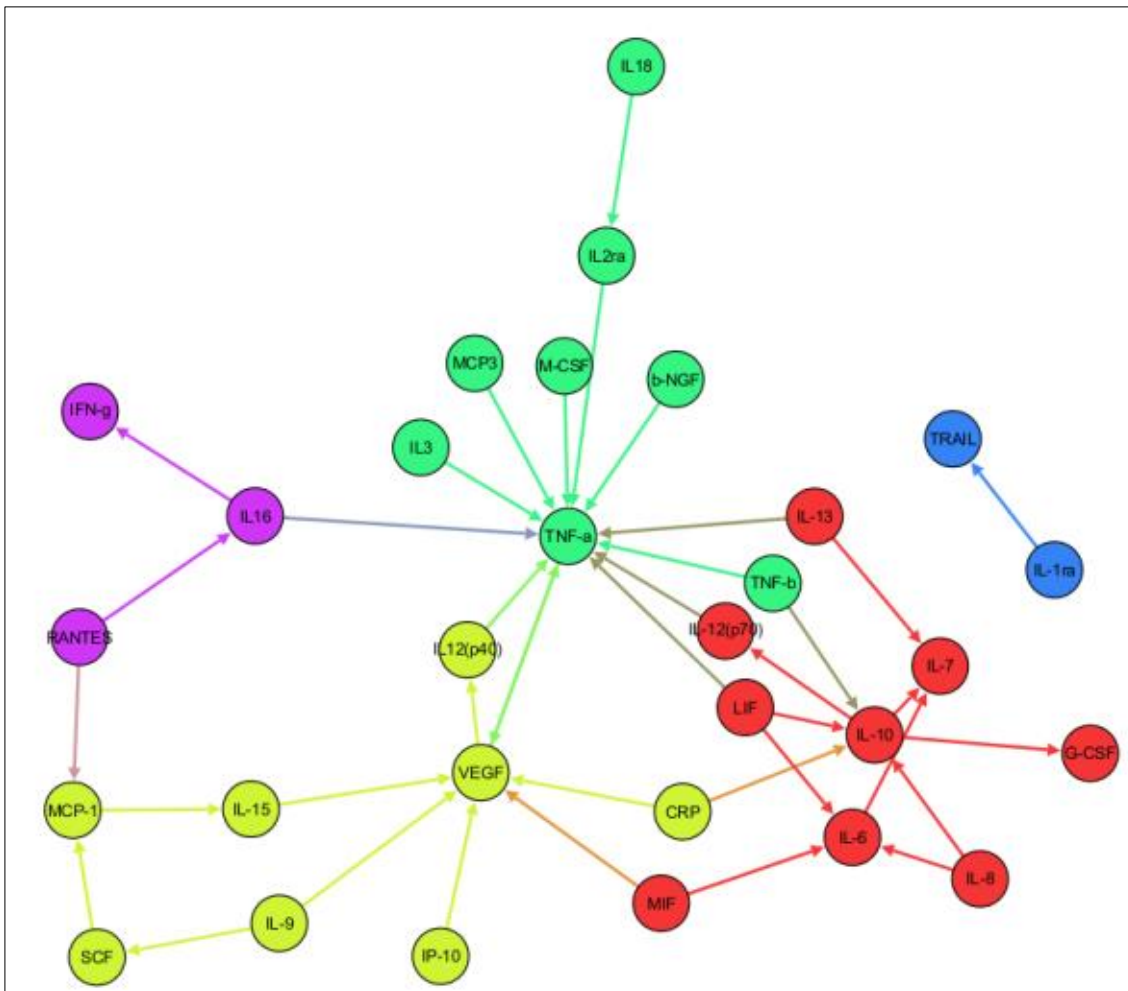 IL18
IL2ra
MCP3
M-CSF
b-NGF
IFN-g
IL3
TRAIL
IL16
TNF-a
IL-13
IL-1ra
TNF-b
RANTES
IL12(p40)
IL-12(p70)
IL-7
LIF
IL-10
G-CSF
VEGF
MCP-1
IL-15
CRP
IL-6
IL-8
MIF
IL-9
SCF
IP-10